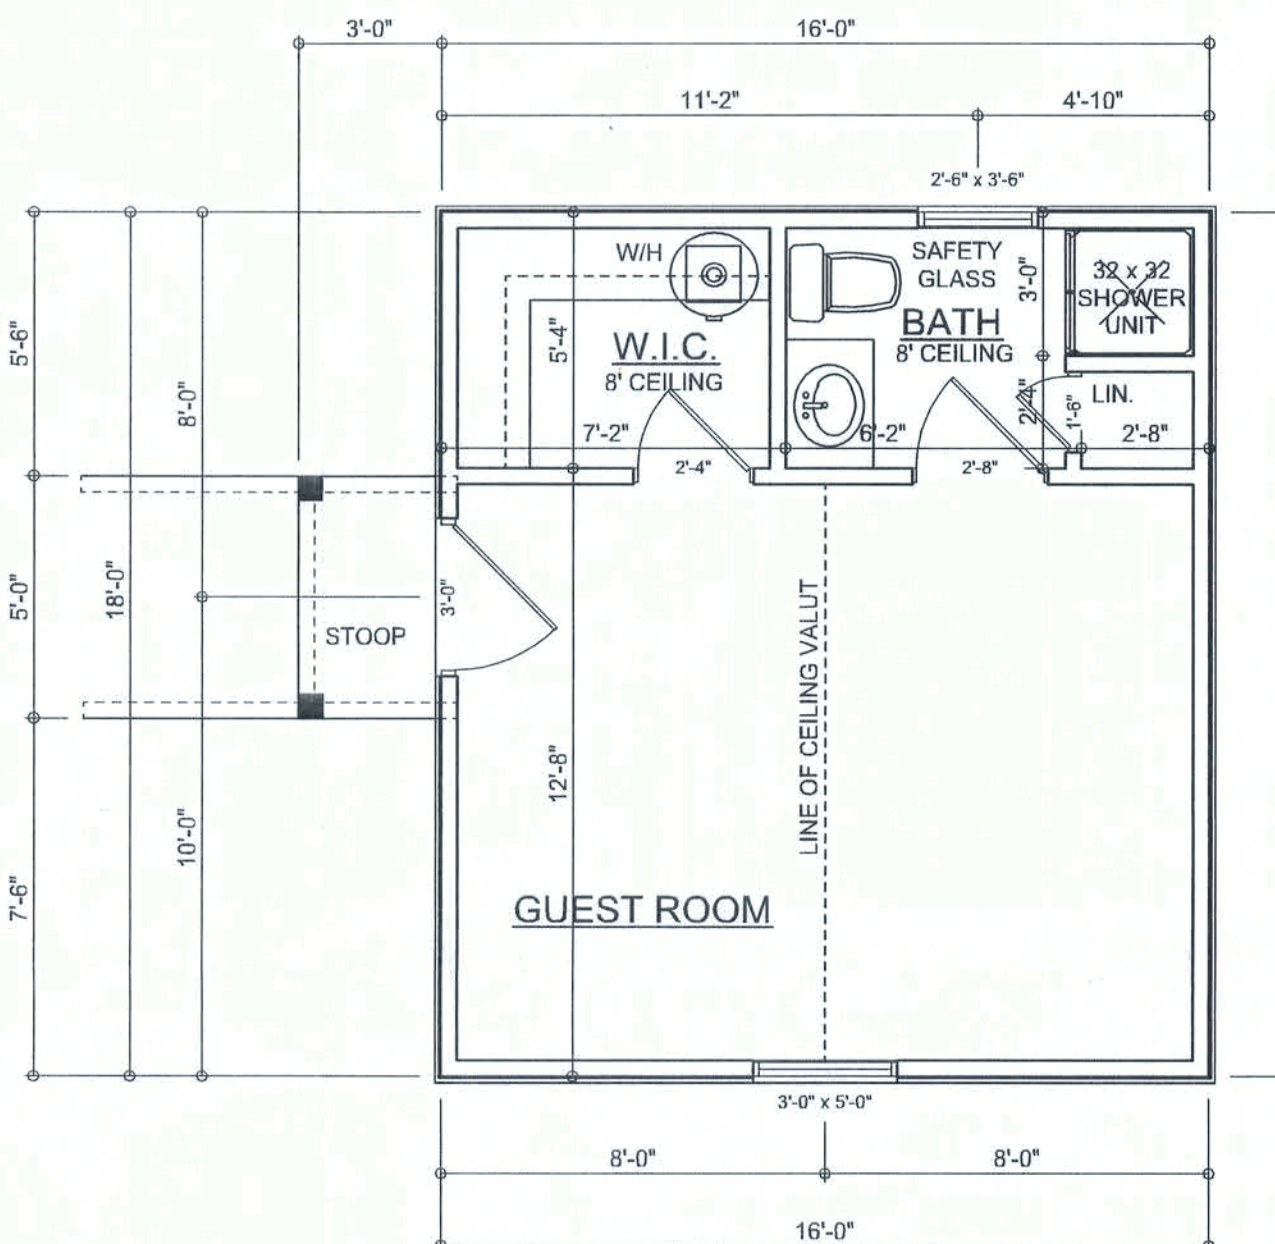 3'-0"
16'-0"
11'-2"
4'-10"
2'-6" x 3'-6"
W/H
SAFETY
GLASS
3'-0"
32 x 32
SHOWER
UNIT
5'-6"
8'-0"
5'-4"
W.I.C.
8' CEILING
BATH
8' CEILING
2'-4"
1'-6"
LIN.
7'-2"
6'-2"
2'-8"
2'-4"
2'-8"
5'-0"
18'-0"
3'-0"
STOOP
LINE OF CEILING VALUT
12'-8"
10'-0"
7'-6"
GUEST ROOM
3'-0" x 5'-0"
8'-0"
8'-0"
16'-0"